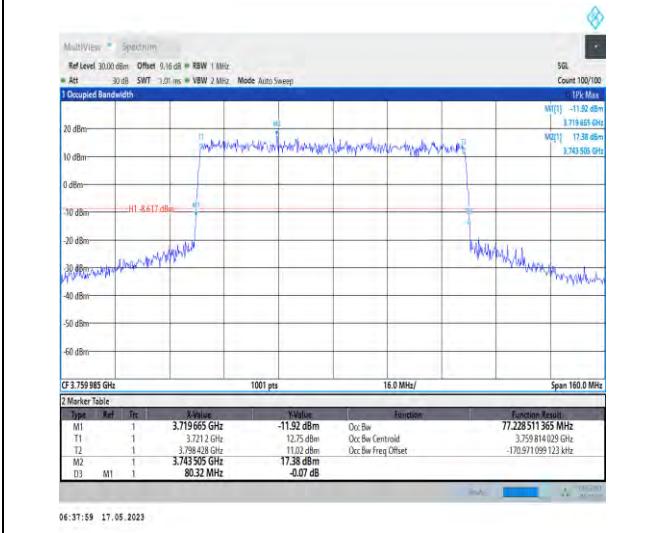 MultiView Spectrum
Ref Level 30.00 dBm Offset 9.16 dB RBW 1 MHz SGL
Att 30 dB SWT 1.01 ms VBW 2 MHz Mode Auto Sweep Count 100/100
1 Occupied Bandwidth 1Pk Max
M1[1] -11.92 dBm
3.719 665 GHz
M2[1] 17.38 dBm
3.743 505 GHz
M2
20 dBm
T1
10 dBm
0 dBm
H1 -8.617 dBm
M1
-10 dBm
-20 dBm
-30 dBm
-40 dBm
-50 dBm
-60 dBm
CF 3.759 985 GHz 1001 pts 16.0 MHz/ Span 160.0 MHz
2 Marker Table
Type Ref Trc X-Value Y-Value Function Function Result
M1 1 3.719 665 GHz -11.92 dBm Occ Bw 77.228 511 365 MHz
T1 1 3.721 2 GHz 12.75 dBm Occ Bw Centroid 3.759 814 029 GHz
T2 1 3.798 428 GHz 11.02 dBm Occ Bw Freq Offset -170.971 099 123 kHz
M2 1 3.743 505 GHz 17.38 dBm
D3 M1 1 80.32 MHz -0.07 dB
06:37:59 17.05.2023